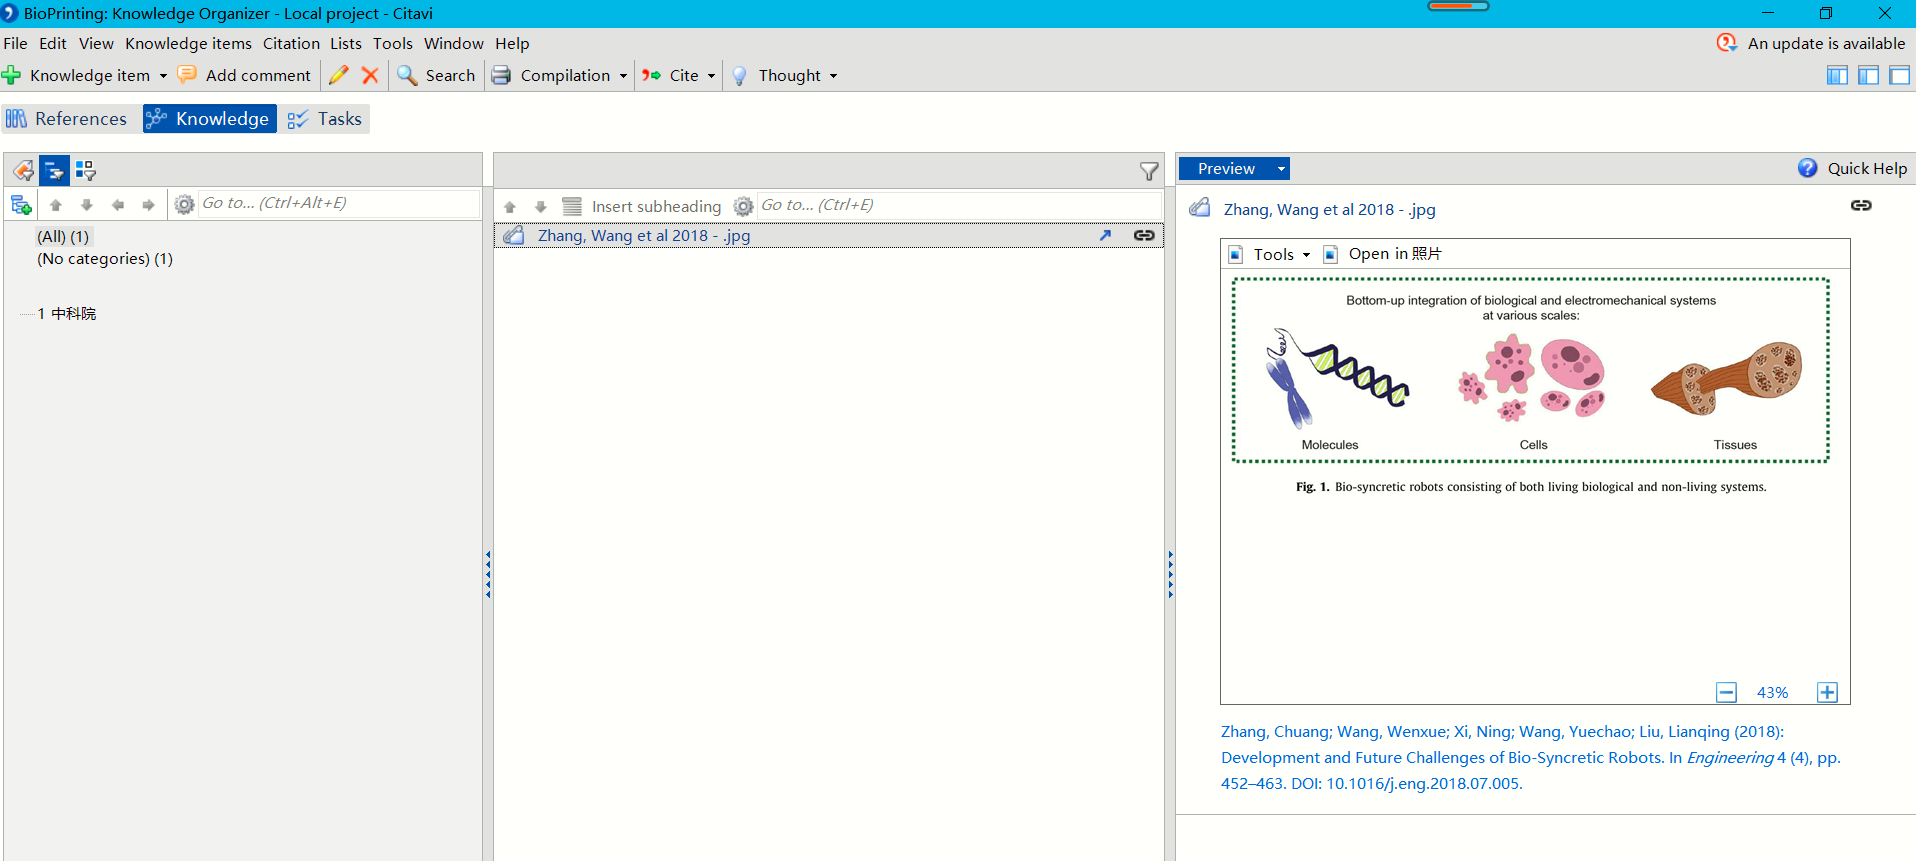 BioPrinting: Knowledge Organizer - Local project - Citavi
File Edit View Knowledge items Citation Lists Tools Window Help
An update is available
Knowledge item Add comment Search Compilation Cite Thought
References Knowledge Tasks
Preview
Quick Help
Go to... (Ctrl+Alt+E)
Insert subheading Go to... (Ctrl+E)
(All) (1)
(No categories) (1)
1 中科院
Zhang, Wang et al 2018 - .jpg
Zhang, Wang et al 2018 - .jpg
Tools Open in 照片
Bottom-up integration of biological and electromechanical systems
at various scales:
Molecules Cells Tissues
Fig. 1. Bio-syncretic robots consisting of both living biological and non-living systems.
43%
Zhang, Chuang; Wang, Wenxue; Xi, Ning; Wang, Yuechao; Liu, Lianqing (2018):
Development and Future Challenges of Bio-Syncretic Robots. In Engineering 4 (4), pp.
452–463. DOI: 10.1016/j.eng.2018.07.005.